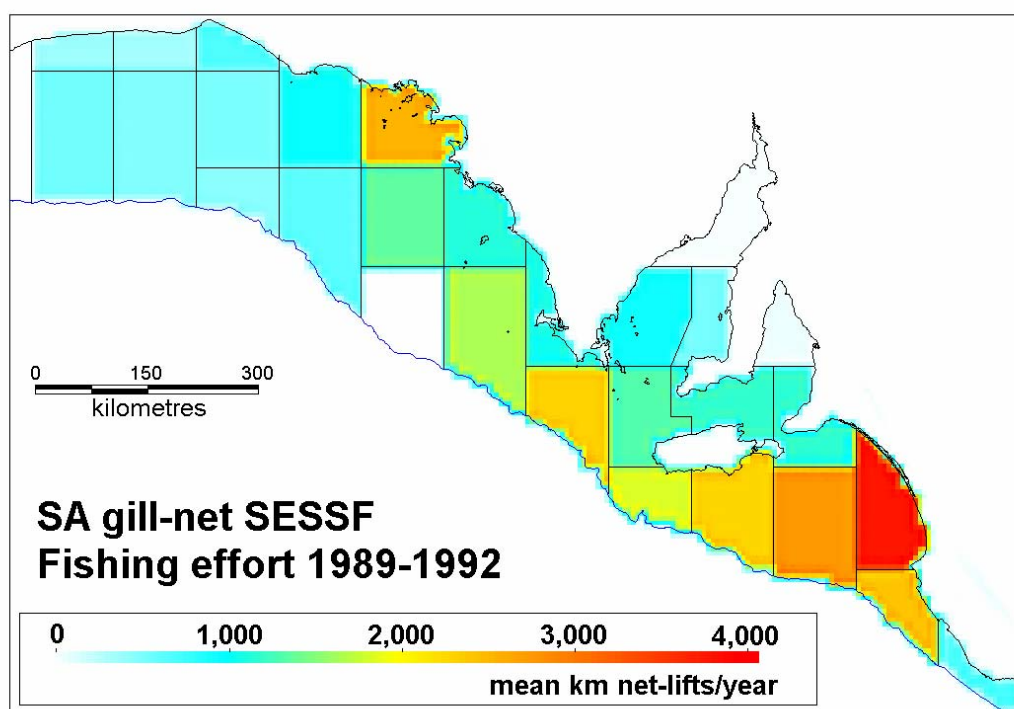 0 150 300
kilometres
SA gill-net SESSF
Fishing effort 1989-1992
0 1,000 2,000 3,000 4,000
mean km net-lifts/year